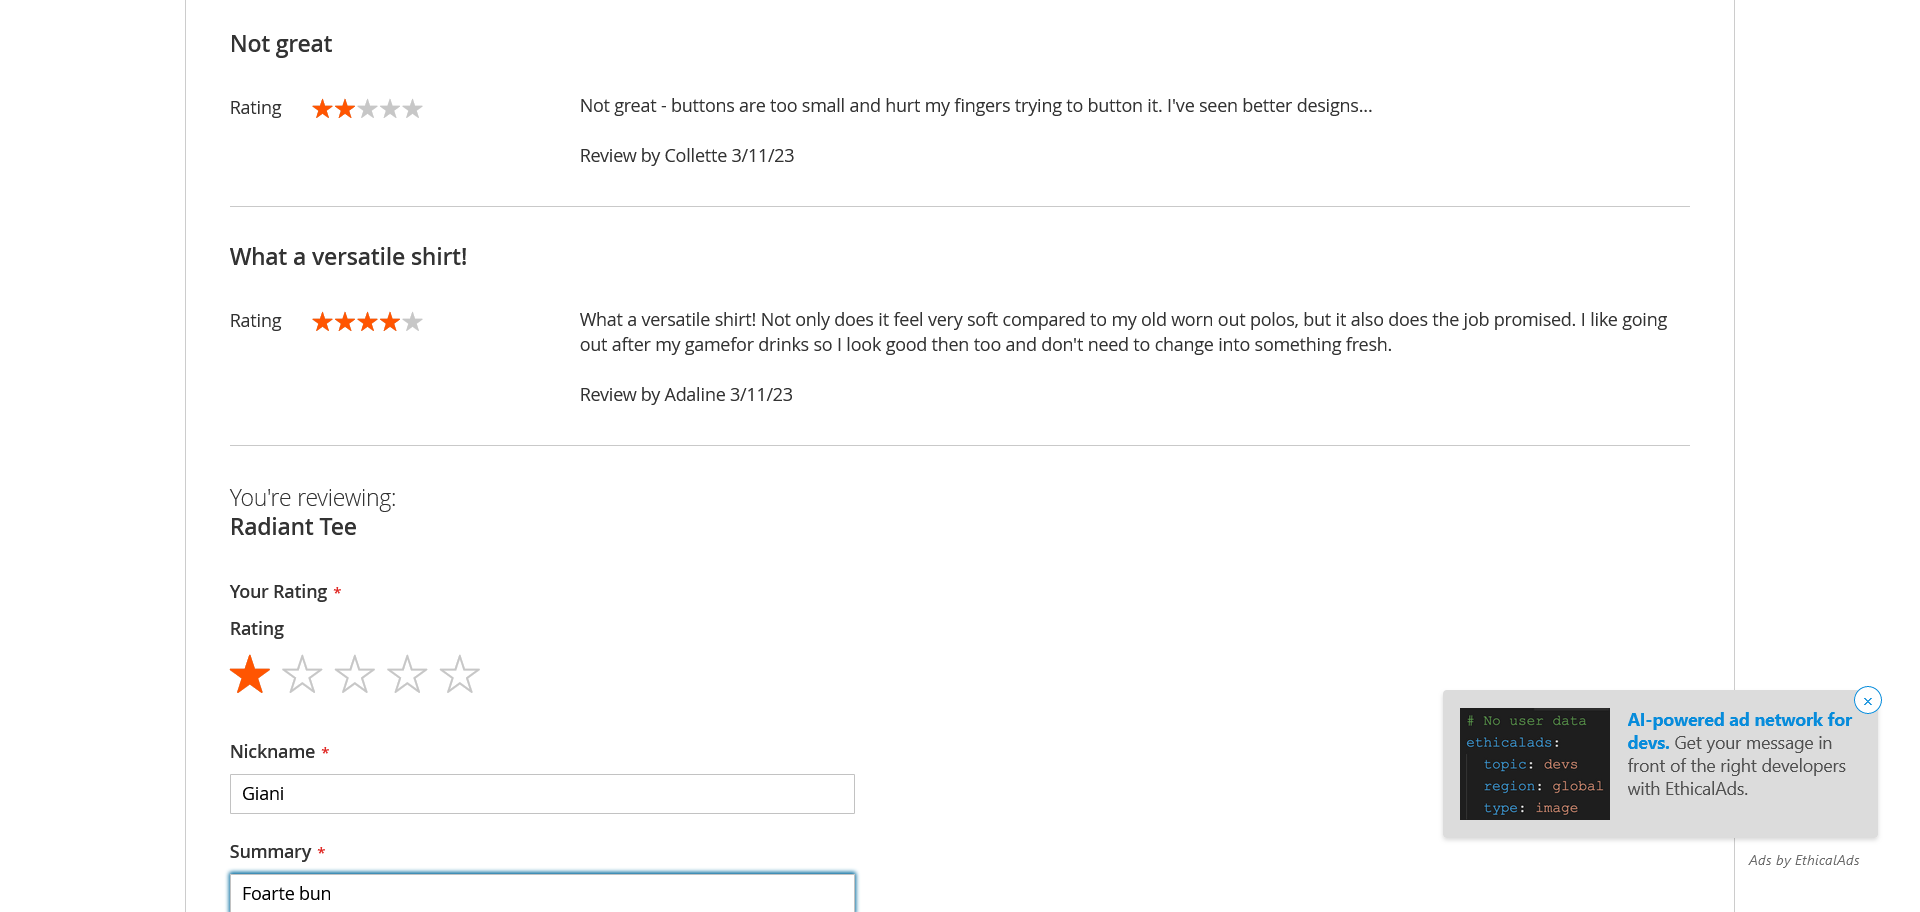 Not great
Rating
Not great - buttons are too small and hurt my fingers trying to button it. I've seen better designs...
Review by Collette 3/11/23
What a versatile shirt!
Rating
What a versatile shirt! Not only does it feel very soft compared to my old worn out polos, but it also does the job promised. I like going
out after my gamefor drinks so I look good then too and don't need to change into something fresh.
Review by Adaline 3/11/23
You're reviewing:
Radiant Tee
Your Rating *
Rating
Nickname *
Giani
Summary *
Foarte bun
# No user data
ethicalads:
topic: devs
region: global
type: image
AI-powered ad network for
devs. Get your message in
front of the right developers
with EthicalAds.
×
Ads by EthicalAds